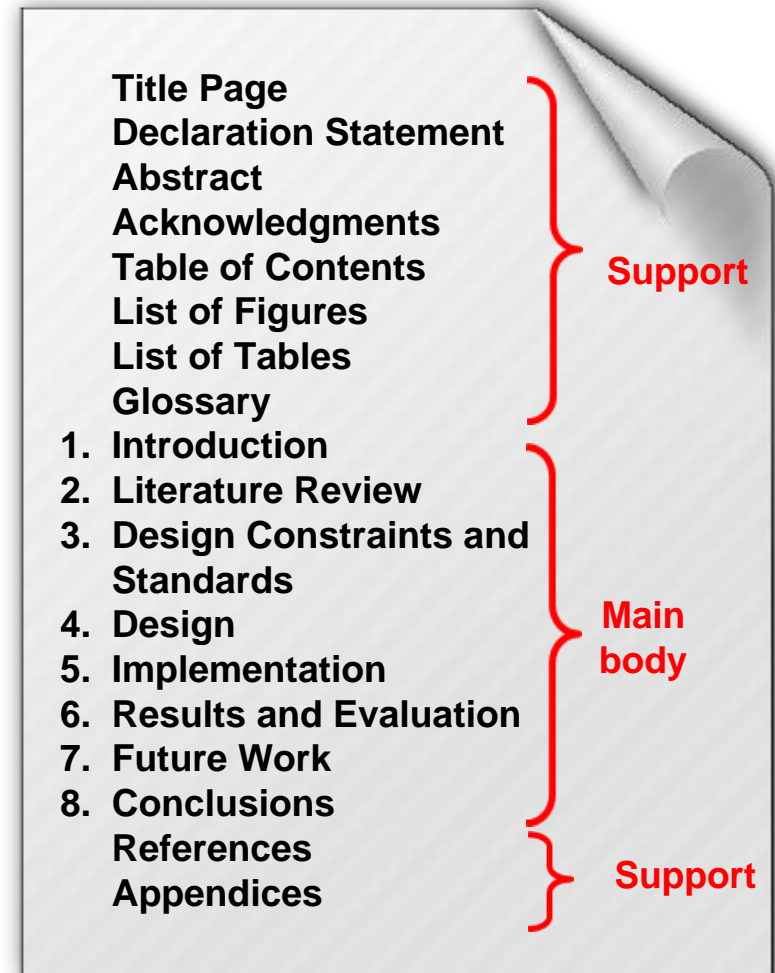 Title Page
Declaration Statement
Abstract
Acknowledgments
Table of Contents
List of Figures
List of Tables
Glossary
Support
1. Introduction
2. Literature Review
3. Design Constraints and
Standards
4. Design
5. Implementation
6. Results and Evaluation
7. Future Work
8. Conclusions
Main
body
References
Appendices
Support